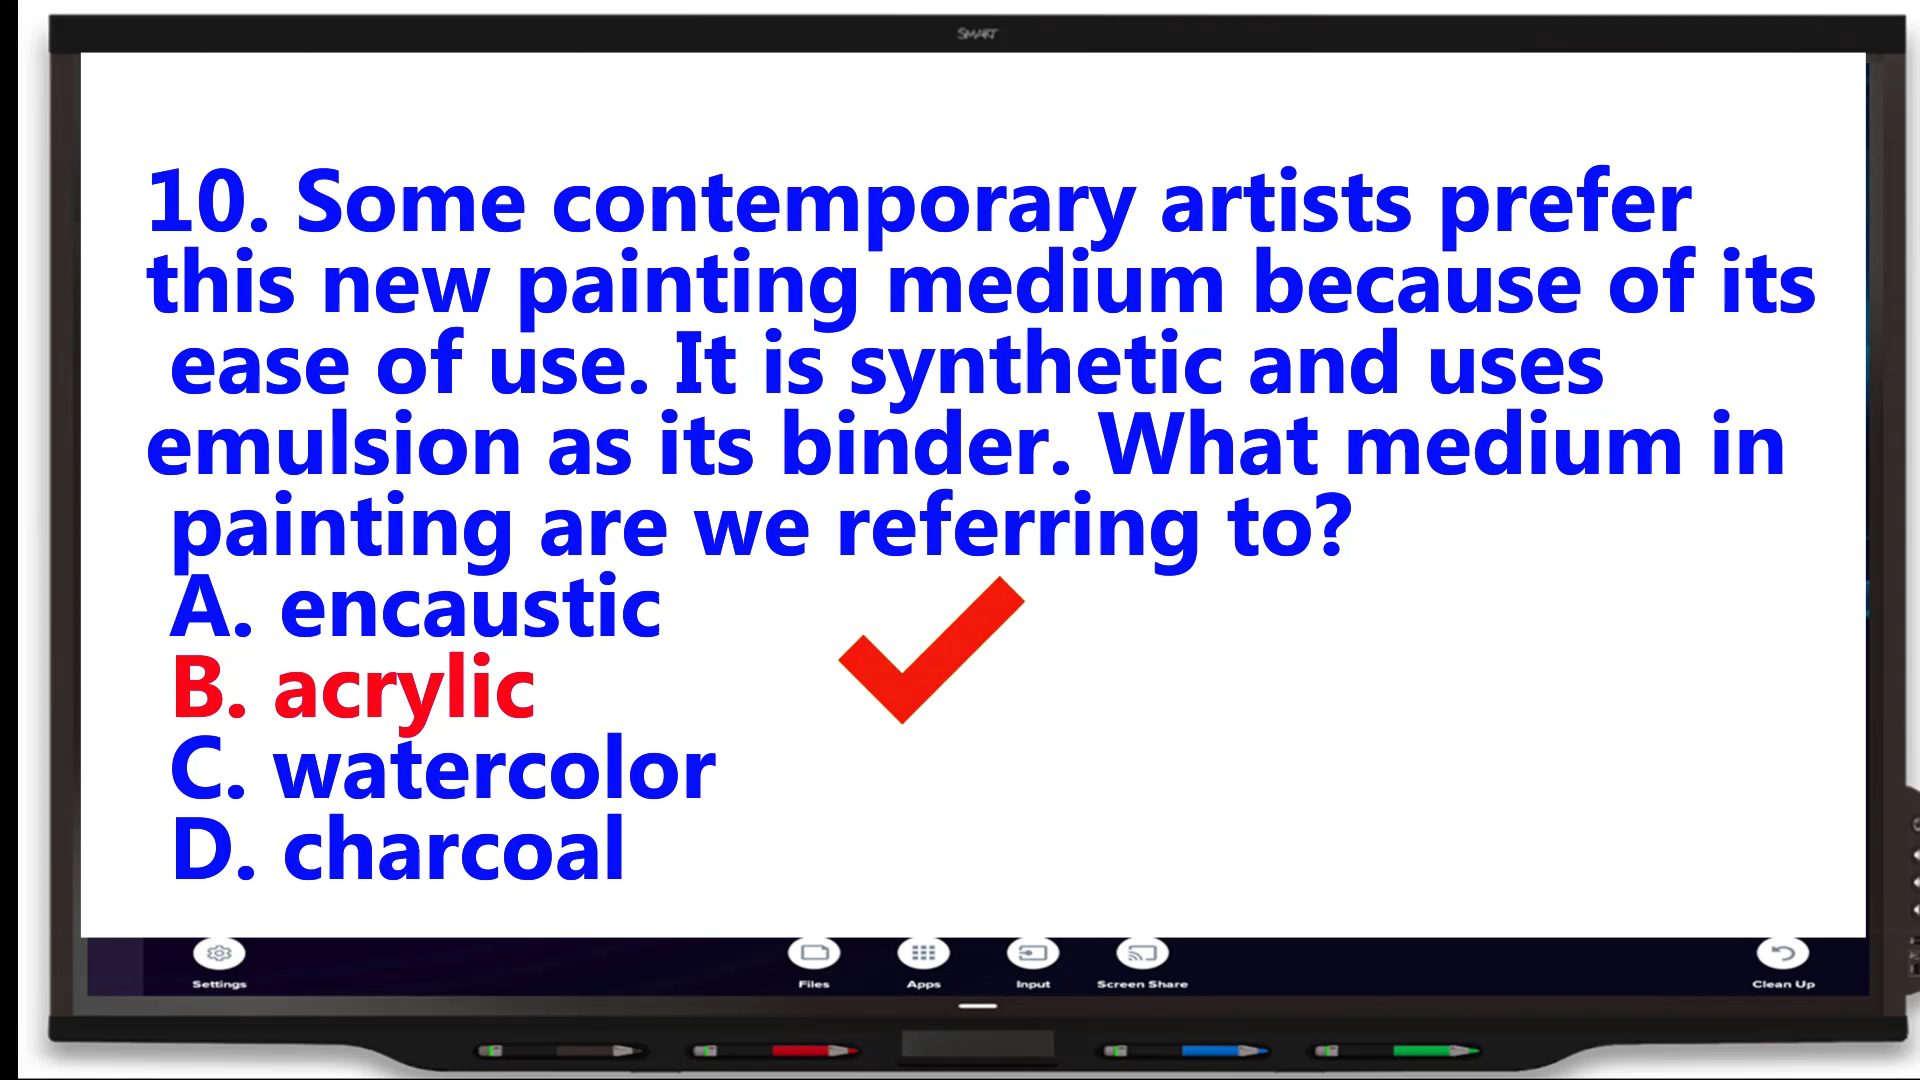 SMART
10. Some contemporary artists prefer
this new painting medium because of its
ease of use. It is synthetic and uses
emulsion as its binder. What medium in
painting are we referring to?
A. encaustic
B. acrylic
C. watercolor
D. charcoal
Settings
Files
Apps
Input
Screen Share
Clean Up